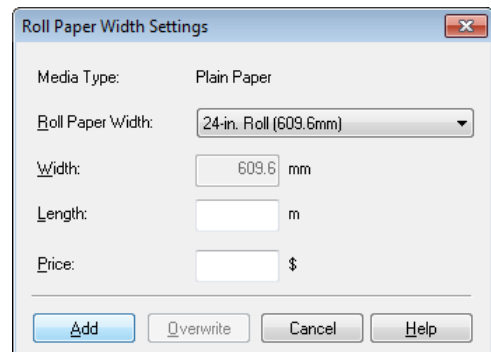 Roll Paper Width Settings
Media Type: Plain Paper
Roll Paper Width: 24-in. Roll (609.6mm)
Width: 609.6 mm
Length: m
Price: $
Add Overwrite Cancel Help